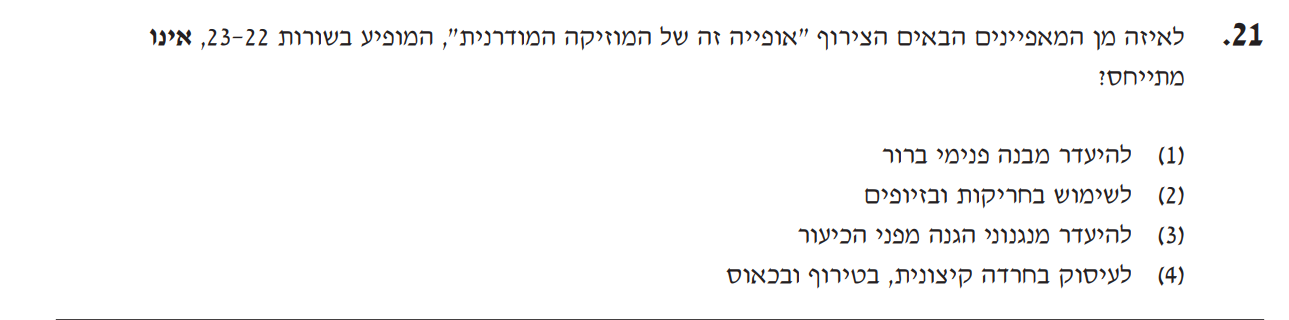 21. לאיזה מן המאפיינים הבאים הצירוף "אופייה זה של המוזיקה המודרנית", המופיע בשורות 22–23, אינו
מתייחס?
(1) להיעדר מבנה פנימי ברור
(2) לשימוש בחריקות ובזיופים
(3) להיעדר מנגנוני הגנה מפני הכיעור
(4) לעיסוק בחרדה קיצונית, בטירוף ובכאוס